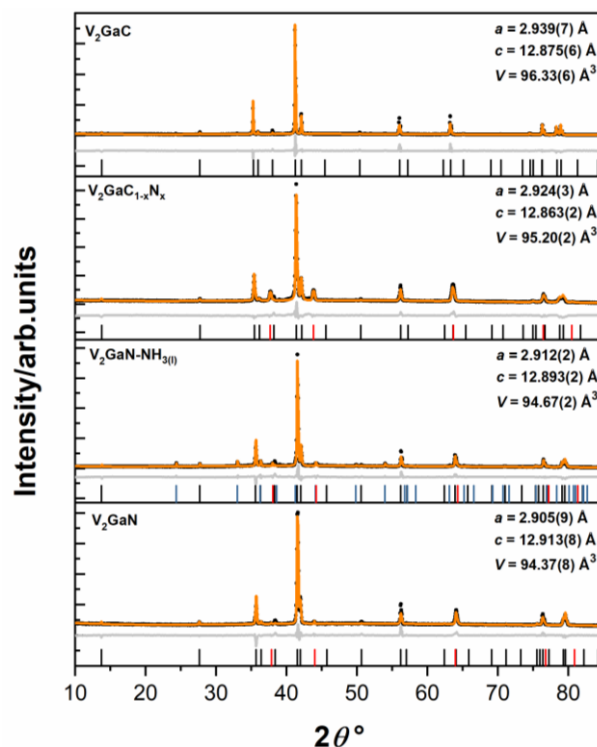 V₂GaC
a = 2.939(7) Å
c = 12.875(6) Å
V = 96.33(6) Å³
V₂GaC₁₋ₓNₓ
a = 2.924(3) Å
c = 12.863(2) Å
V = 95.20(2) Å³
V₂GaN-NH₃₍ₗ₎
a = 2.912(2) Å
c = 12.893(2) Å
V = 94.67(2) Å³
V₂GaN
a = 2.905(9) Å
c = 12.913(8) Å
V = 94.37(8) Å³
Intensity/arb.units
10 20 30 40 50 60 70 80
2θ°